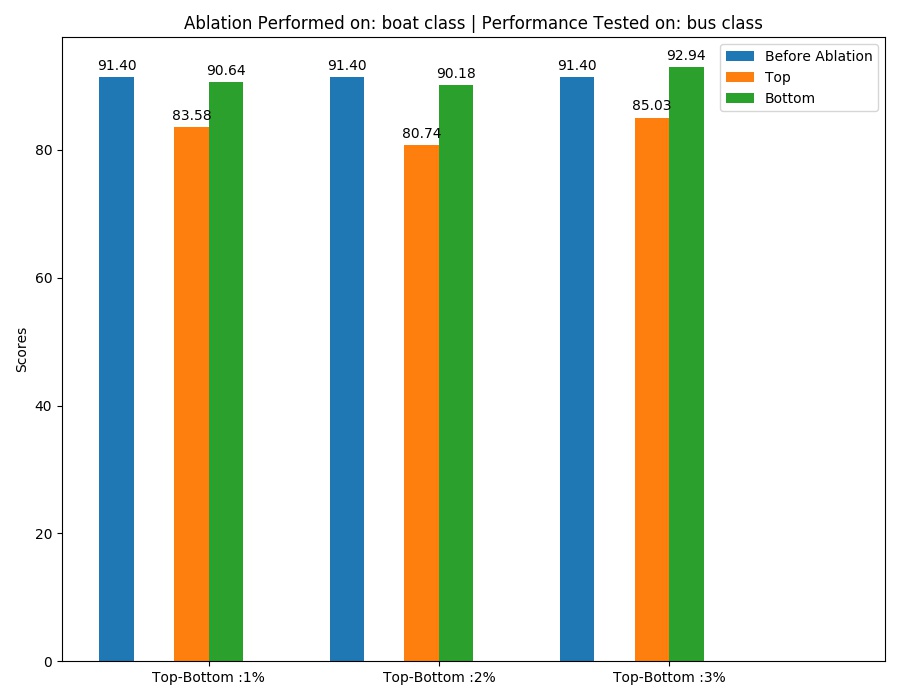 Ablation Performed on: boat class | Performance Tested on: bus class
91.40
83.58
90.64
91.40
80.74
90.18
91.40
85.03
92.94
Before Ablation
Top
Bottom
Scores
80
60
40
20
0
Top-Bottom :1%
Top-Bottom :2%
Top-Bottom :3%